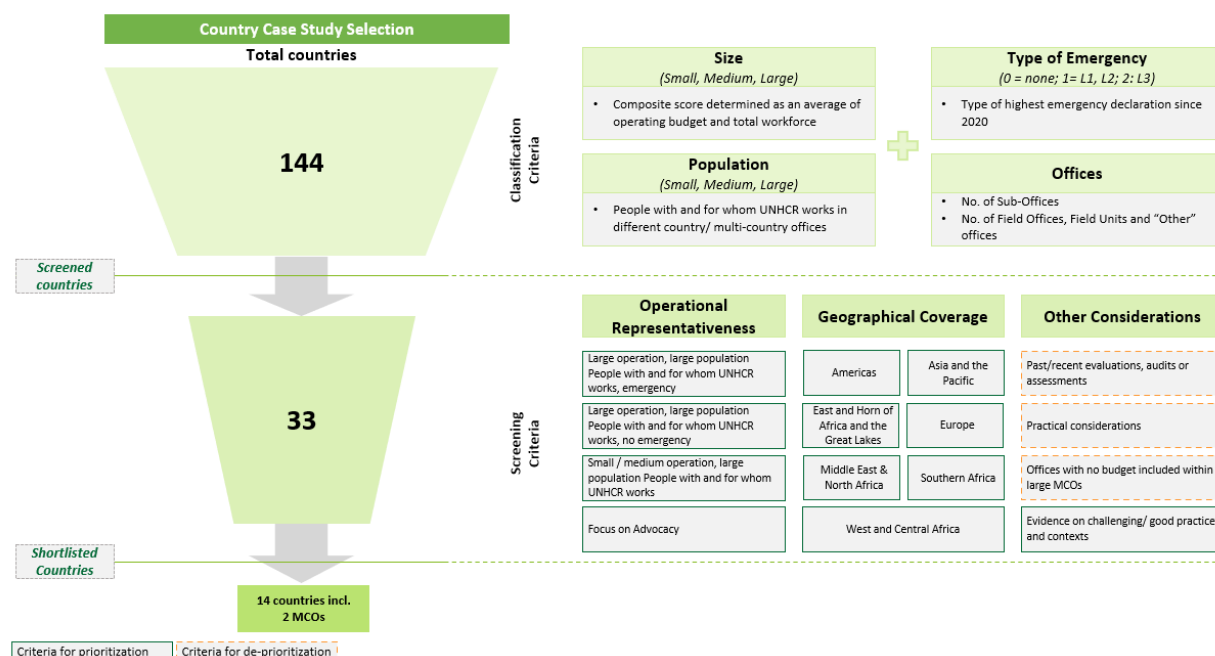 Country Case Study Selection
Total countries
144
Classification
Criteria
Size
(Small, Medium, Large)
• Composite score determined as an average of
operating budget and total workforce
Type of Emergency
(0 = none; 1= L1, L2; 2: L3)
• Type of highest emergency declaration since
2020
Population
(Small, Medium, Large)
• People with and for whom UNHCR works in
different country/ multi-country offices
Offices
• No. of Sub-Offices
• No. of Field Offices, Field Units and “Other”
offices
Screened
countries
33
Screening
Criteria
Operational
Representativeness
Large operation, large population
People with and for whom UNHCR
works, emergency
Large operation, large population
People with and for whom UNHCR
works, no emergency
Small / medium operation, large
population People with and for whom
UNHCR works
Focus on Advocacy
Geographical Coverage
Americas
Asia and the
Pacific
East and Horn of
Africa and the
Great Lakes
Europe
Middle East &
North Africa
Southern Africa
West and Central Africa
Other Considerations
Past/recent evaluations, audits or
assessments
Practical considerations
Offices with no budget included within
large MCOs
Evidence on challenging/ good practice
and contexts
Shortlisted
Countries
14 countries incl.
2 MCOs
Criteria for prioritization
Criteria for de-prioritization